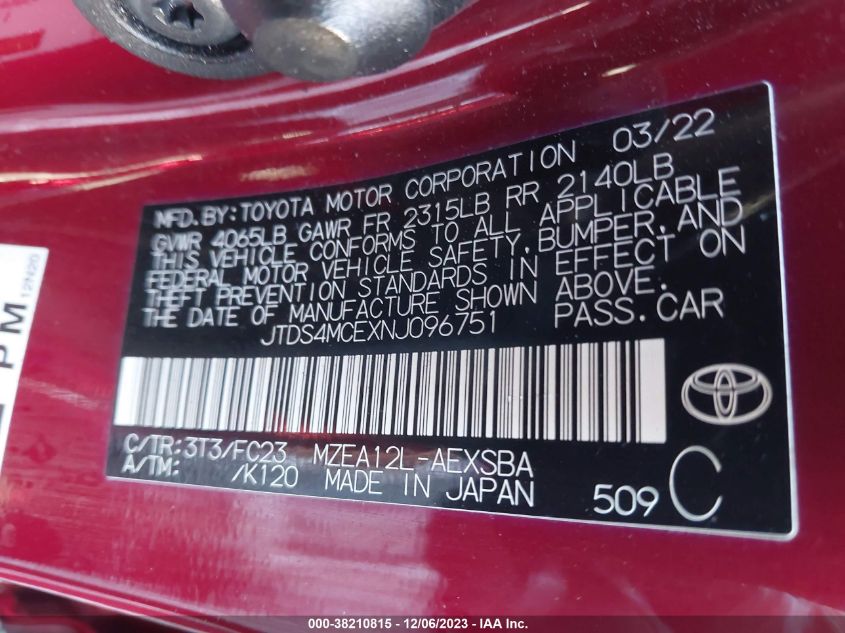 03/22
MFD. BY: TOYOTA MOTOR CORPORATION
GVWR 4065LB GAWR FR 2315LB RR 2140LB
THIS VEHICLE CONFORMS TO ALL APPLICABLE
FEDERAL MOTOR VEHICLE SAFETY, BUMPER, AND
THEFT PREVENTION STANDARDS IN EFFECT ON
THE DATE OF MANUFACTURE SHOWN ABOVE.
JTDS4MCEXNJ096751 PASS. CAR
C/TR: 3T3/FC23 MZEA12L-AEXSBA
A/TM: /K120 MADE IN JAPAN
509 C
PM
12N20
000-38210815 - 12/06/2023 - IAA Inc.